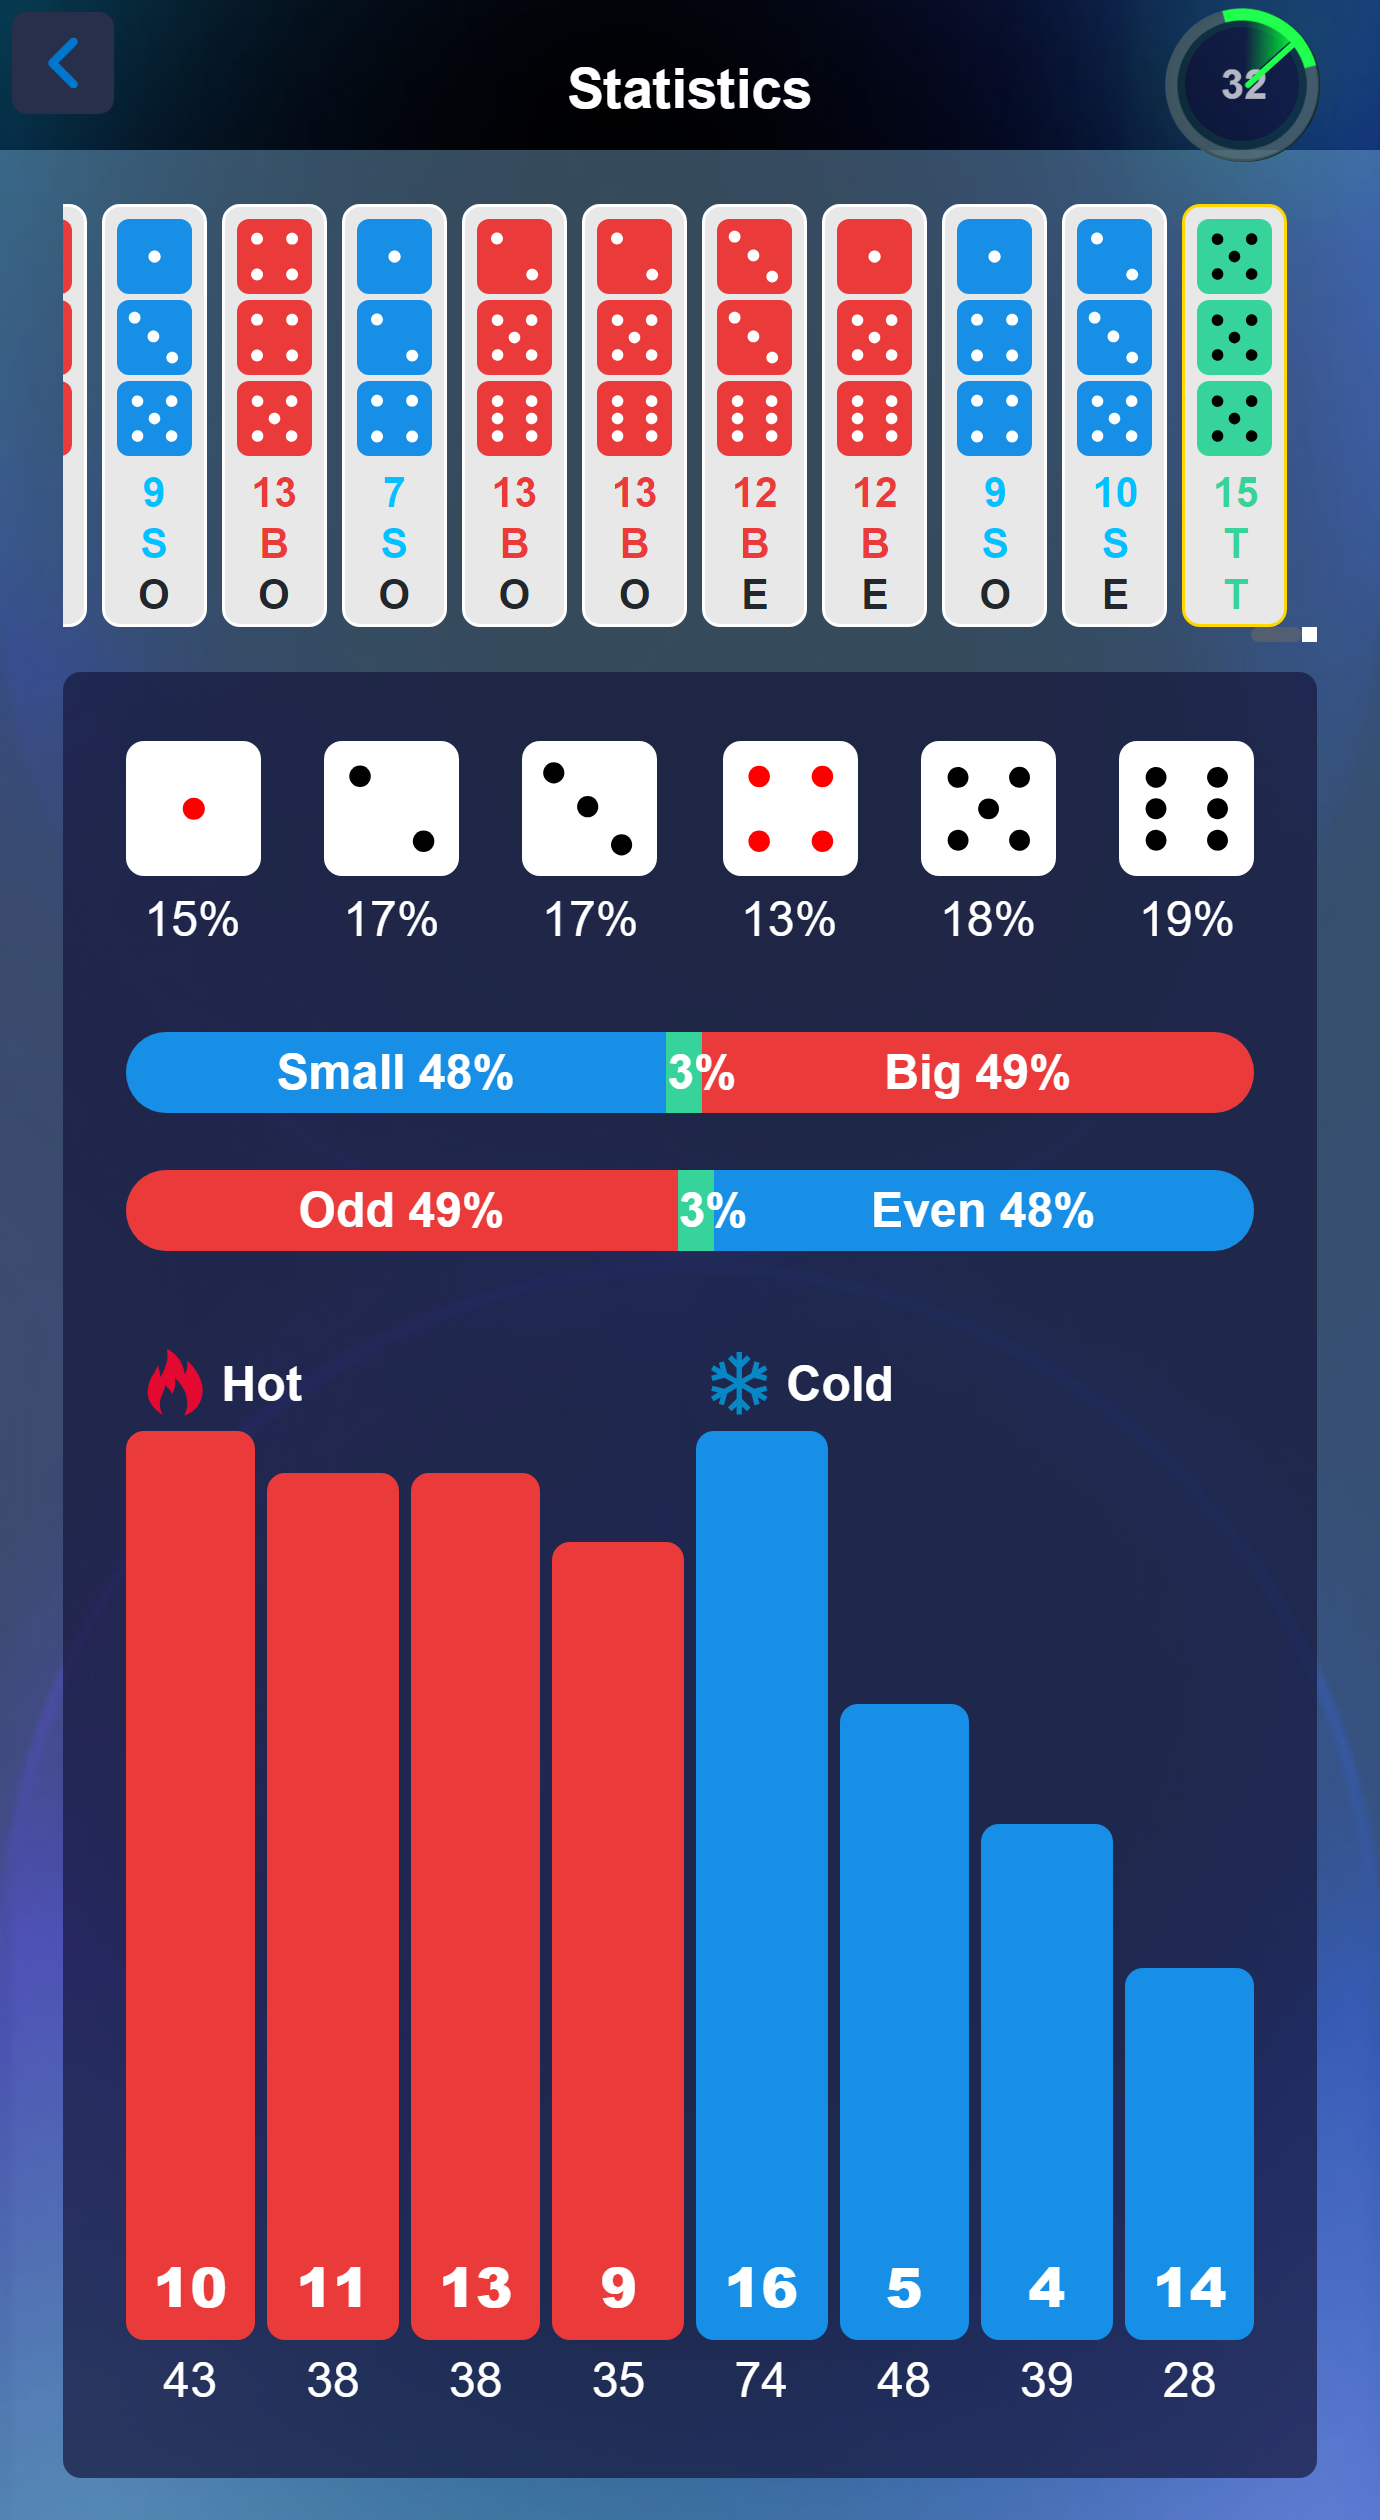 Statistics
32
9 13 7 13 13 12 12 9 10 15
S B S B B B B S S T
O O O O O E E O E T
15% 17% 17% 13% 18% 19%
Small 48% 3% Big 49%
Odd 49% 3% Even 48%
Hot Cold
10 11 13 9 16 5 4 14
43 38 38 35 74 48 39 28